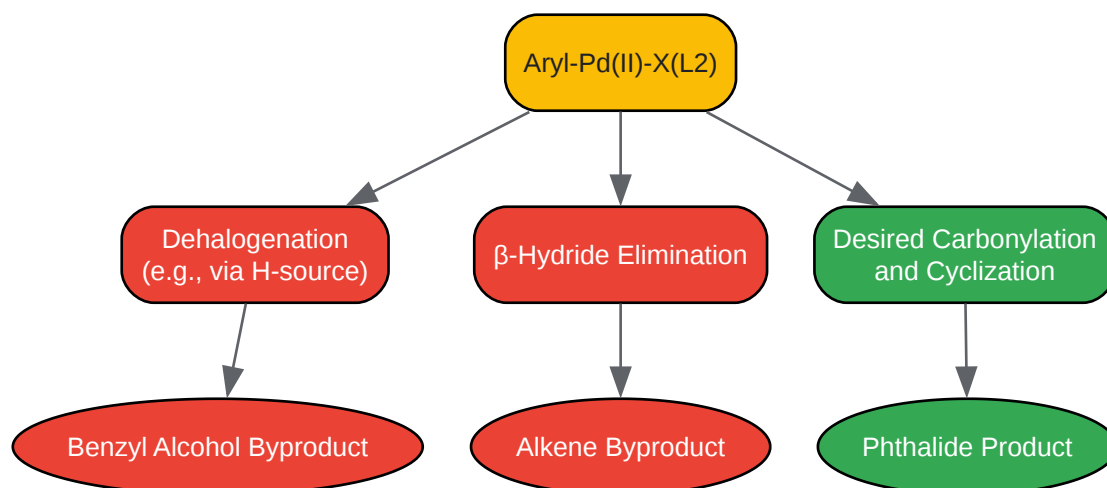 Aryl-Pd(II)-X(L2)
Dehalogenation
(e.g., via H-source)
β-Hydride Elimination
Desired Carbonylation
and Cyclization
Benzyl Alcohol Byproduct
Alkene Byproduct
Phthalide Product